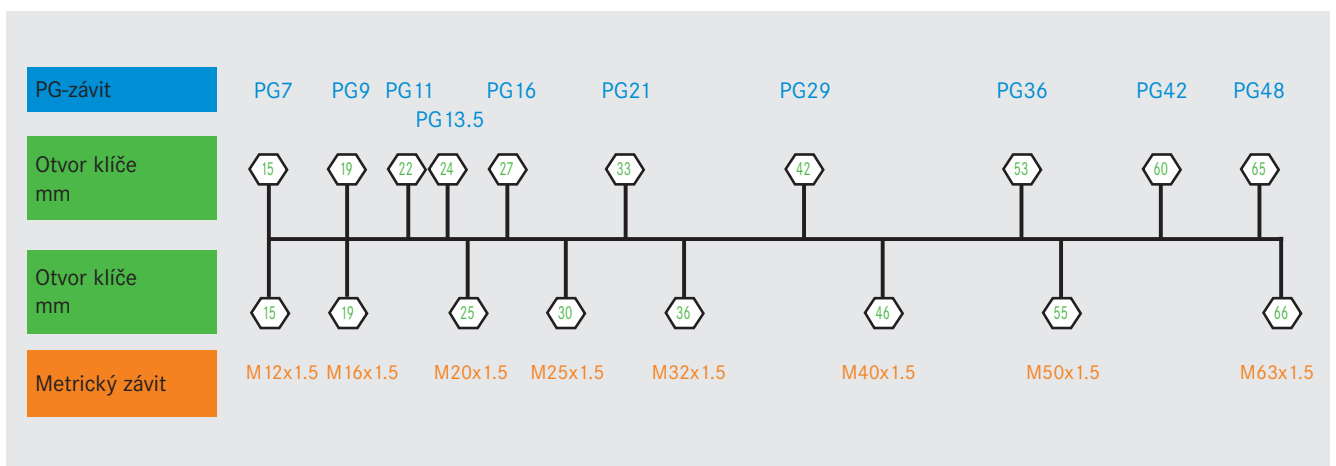 PG-závit PG7 PG9 PG11 PG16 PG21 PG29 PG36 PG42 PG48
PG13.5
Otvor klíče
mm
15 19 22 24 27 33 42 53 60 65
Otvor klíče
mm
15 19 25 30 36 46 55 66
Metrický závit M12x1.5 M16x1.5 M20x1.5 M25x1.5 M32x1.5 M40x1.5 M50x1.5 M63x1.5